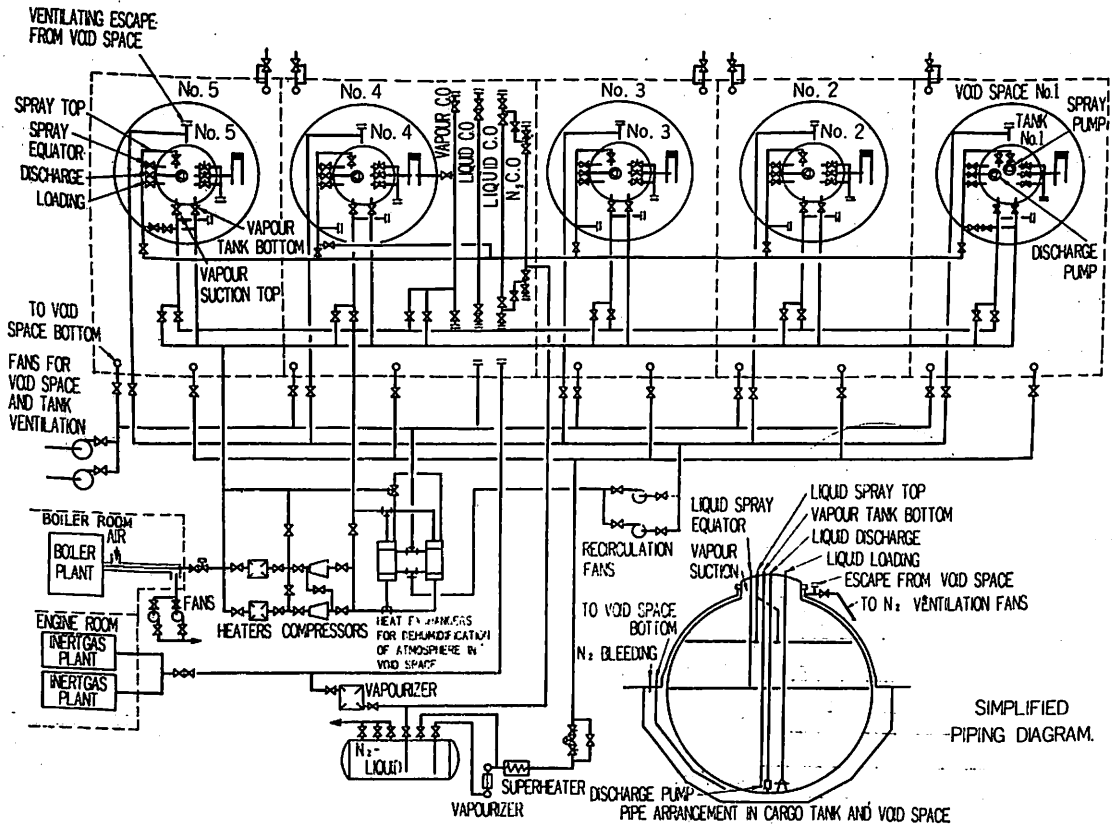 VENTILATING ESCAPE
FROM VOID SPACE
No.5
No.4
No.3
No.2
VOID SPACE No.1
SPRAY TOP
SPRAY
EQUATOR
DISCHARGE
LOADING
No.5
No.4
VAPOUR C.O
LIQUID C.O
LIQUID C.O
N₂C.O
No.3
No.2
TANK
No.1
SPRAY
PUMP
VAPOUR
TANK BOTTOM
VAPOUR
SUCTION TOP
DISCHARGE
PUMP
TO VOID
SPACE BOTTOM
FANS FOR
VOID SPACE
AND TANK
VENTILATION
BOILER ROOM
AIR
BOILER
PLANT
FANS
ENGINE ROOM
INERTGAS
PLANT
INERTGAS
PLANT
HEATERS
COMPRESSORS
HEAT EXCHANGERS
FOR DEHUMIDIFICATION
OF ATMOSPHERE IN
VOID SPACE
RECIRCULATION
FANS
VAPOURIZER
N₂-
LIQUID
VAPOURIZER
SUPERHEATER
LIQUID SPRAY TOP
VAPOUR TANK BOTTOM
LIQUID DISCHARGE
LIQUID LOADING
LIQUID SPRAY
EQUATOR
VAPOUR
SUCTION
ESCAPE FROM VOID SPACE
TO N₂ VENTILATION FANS
TO VOID SPACE
BOTTOM
N₂ BLEEDING
DISCHARGE PUMP
PIPE ARRANGEMENT IN CARGO TANK AND VOID SPACE
SIMPLIFIED
PIPING DIAGRAM.